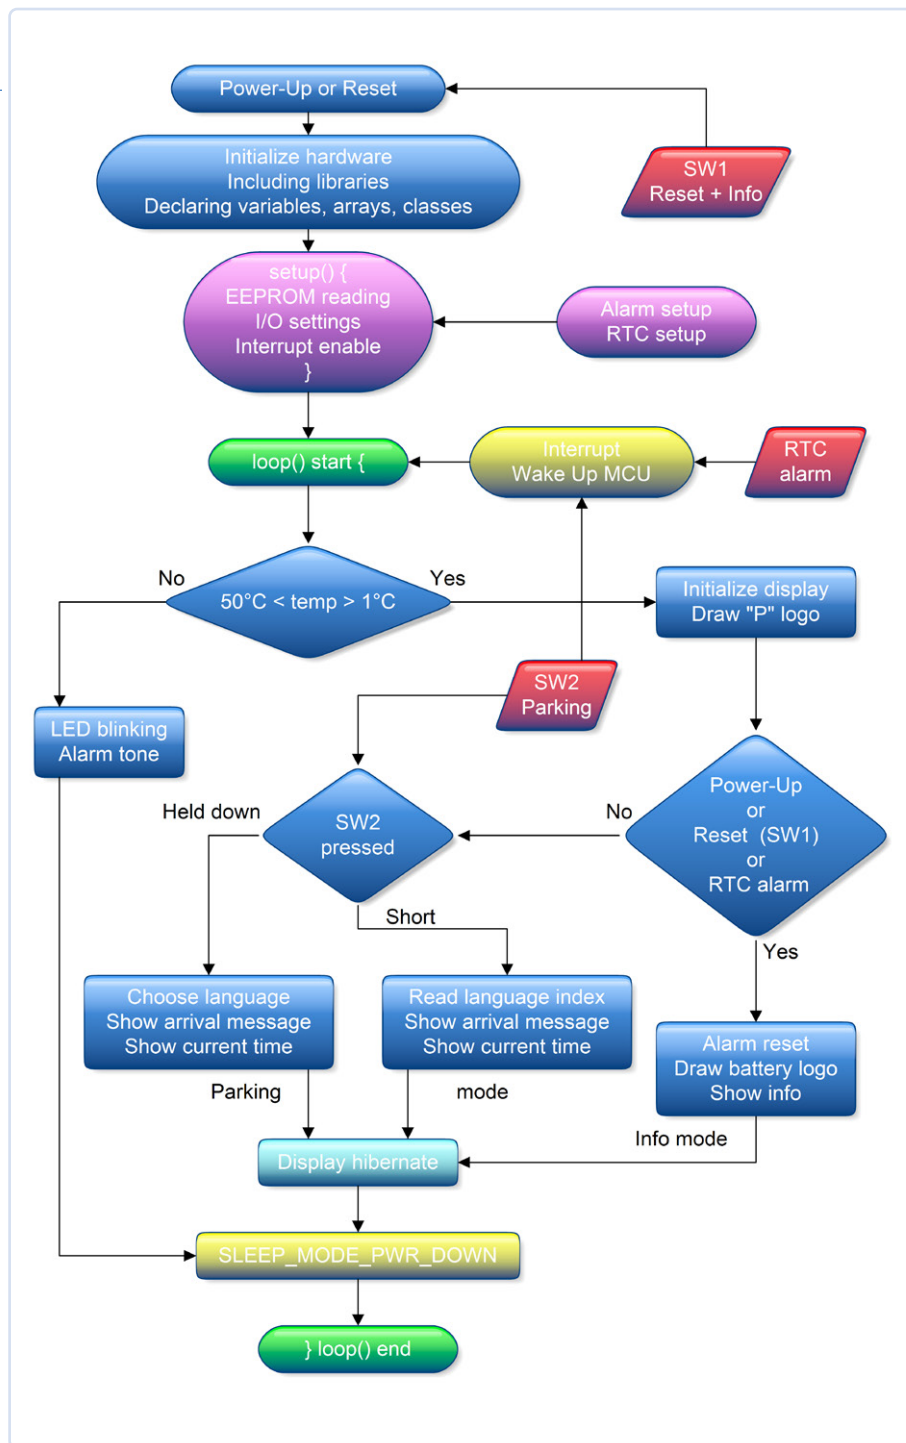 Power-Up or Reset
SW1
Reset + Info
Initialize hardware
Including libraries
Declaring variables, arrays, classes
setup() {
EEPROM reading
I/O settings
Interrupt enable
}
Alarm setup
RTC setup
loop() start {
Interrupt
Wake Up MCU
RTC
alarm
No
50°C < temp > 1°C
Yes
Initialize display
Draw "P" logo
SW2
Parking
LED blinking
Alarm tone
Held down
SW2
pressed
No
Power-Up
or
Reset (SW1)
or
RTC alarm
Short
Yes
Choose language
Show arrival message
Show current time
Read language index
Show arrival message
Show current time
Alarm reset
Draw battery logo
Show info
Parking
mode
Info mode
Display hibernate
SLEEP_MODE_PWR_DOWN
} loop() end